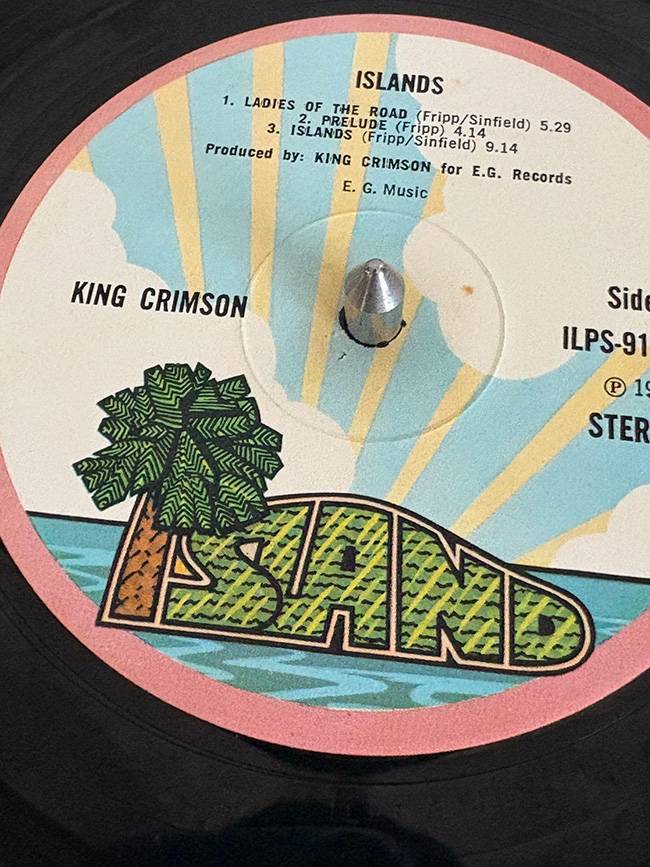 ISLANDS
1. LADIES OF THE ROAD (Fripp/Sinfield) 5.29
2. PRELUDE (Fripp) 4.14
3. ISLANDS (Fripp/Sinfield) 9.14
Produced by: KING CRIMSON for E.G. Records
E. G. Music
KING CRIMSON
Side
ILPS-91
℗ 19
STER
ISLAND